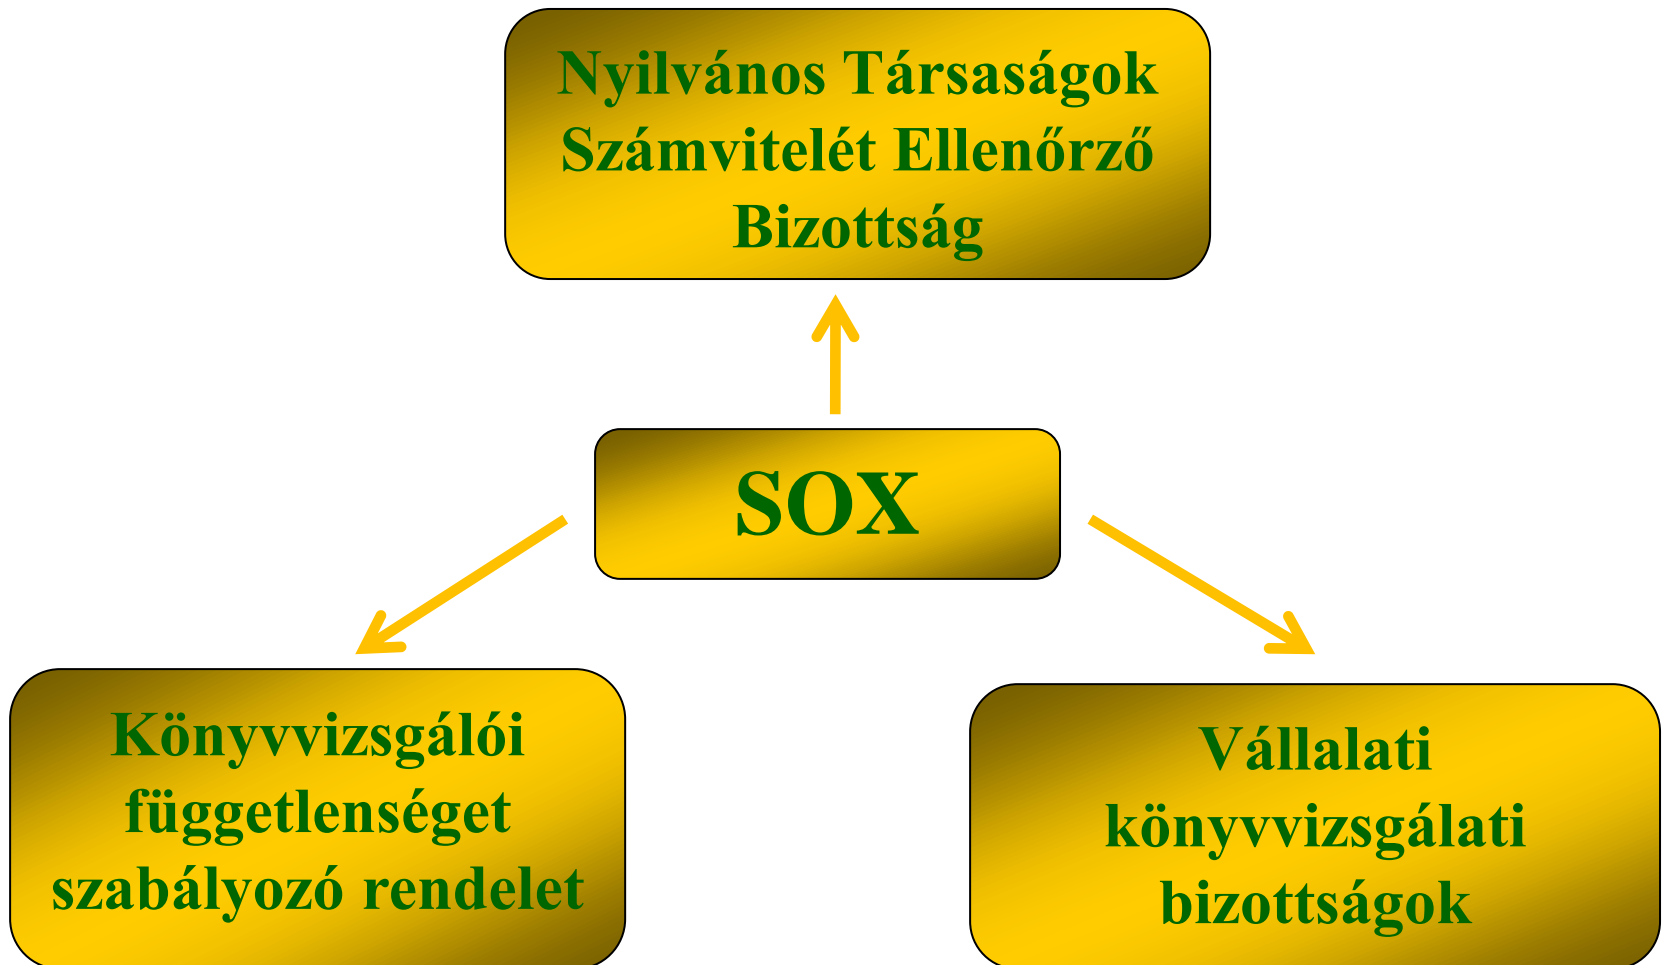 Nyilvános Társaságok
Számvitelét Ellenőrző
Bizottság
SOX
Könyvvizsgálói
függetlenséget
szabályozó rendelet
Vállalati
könyvvizsgálati
bizottságok